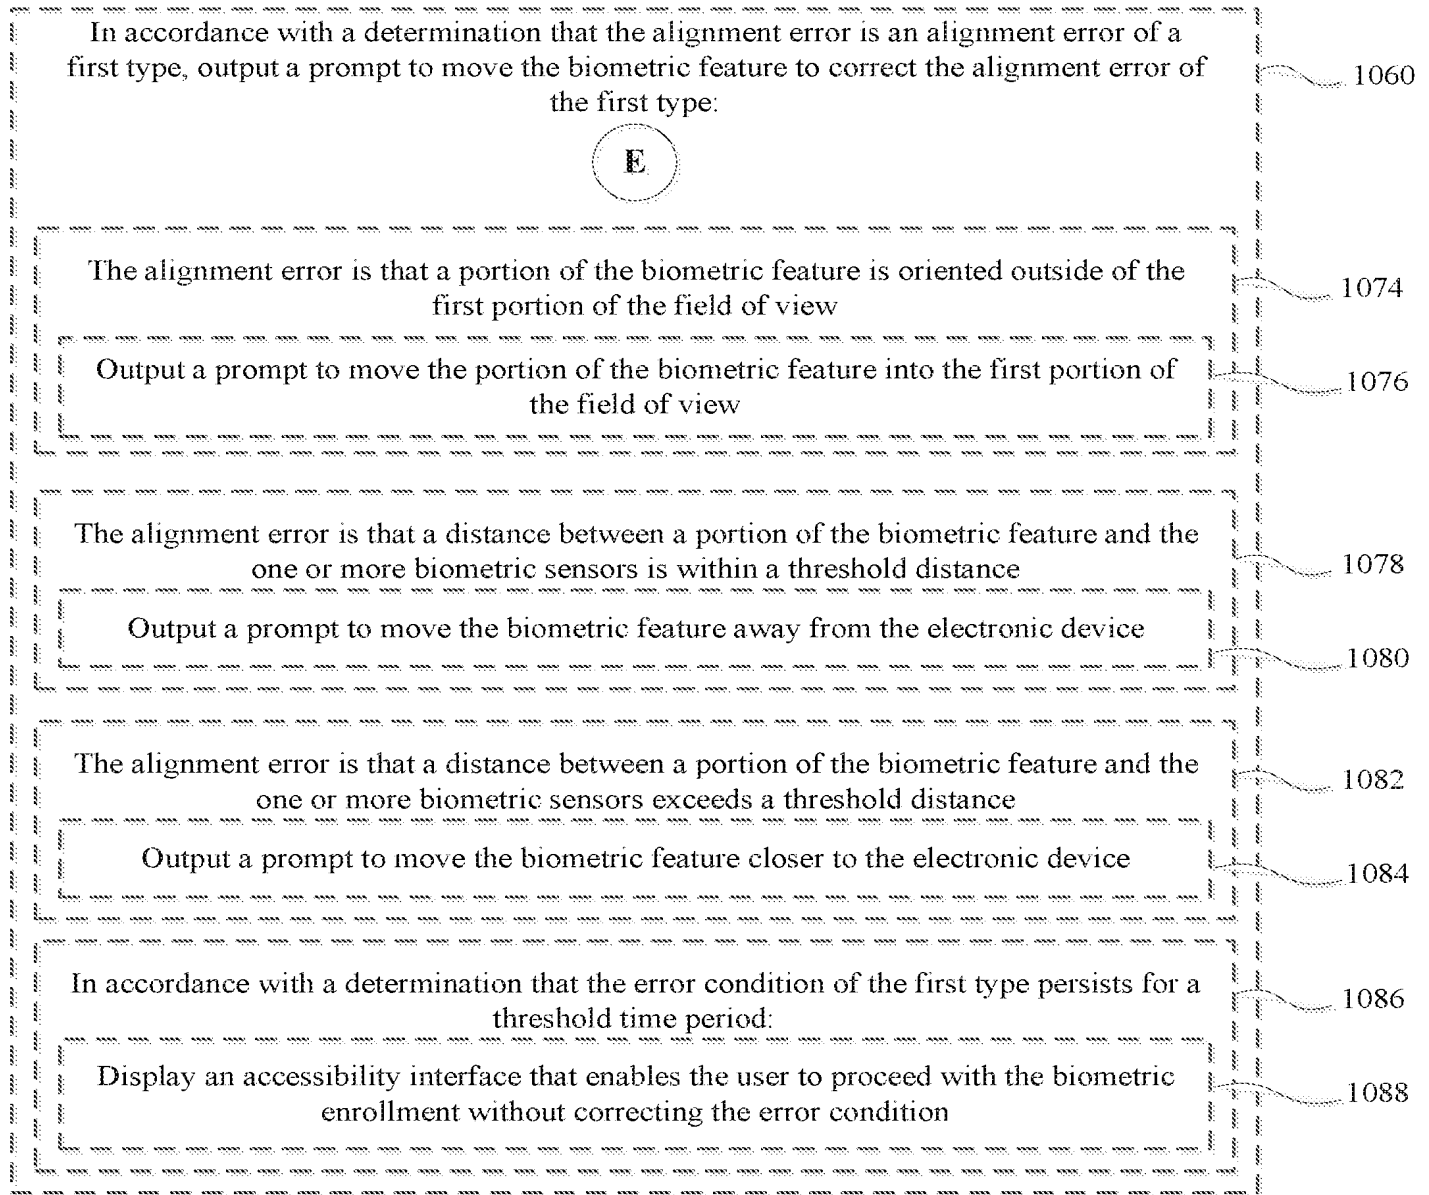 In accordance with a determination that the alignment error is an alignment error of a
first type, output a prompt to move the biometric feature to correct the alignment error of
the first type:
1060
E
The alignment error is that a portion of the biometric feature is oriented outside of the
first portion of the field of view
1074
Output a prompt to move the portion of the biometric feature into the first portion of
the field of view
1076
The alignment error is that a distance between a portion of the biometric feature and the
one or more biometric sensors is within a threshold distance
1078
Output a prompt to move the biometric feature away from the electronic device
1080
The alignment error is that a distance between a portion of the biometric feature and the
one or more biometric sensors exceeds a threshold distance
1082
Output a prompt to move the biometric feature closer to the electronic device
1084
In accordance with a determination that the error condition of the first type persists for a
threshold time period:
1086
Display an accessibility interface that enables the user to proceed with the biometric
enrollment without correcting the error condition
1088